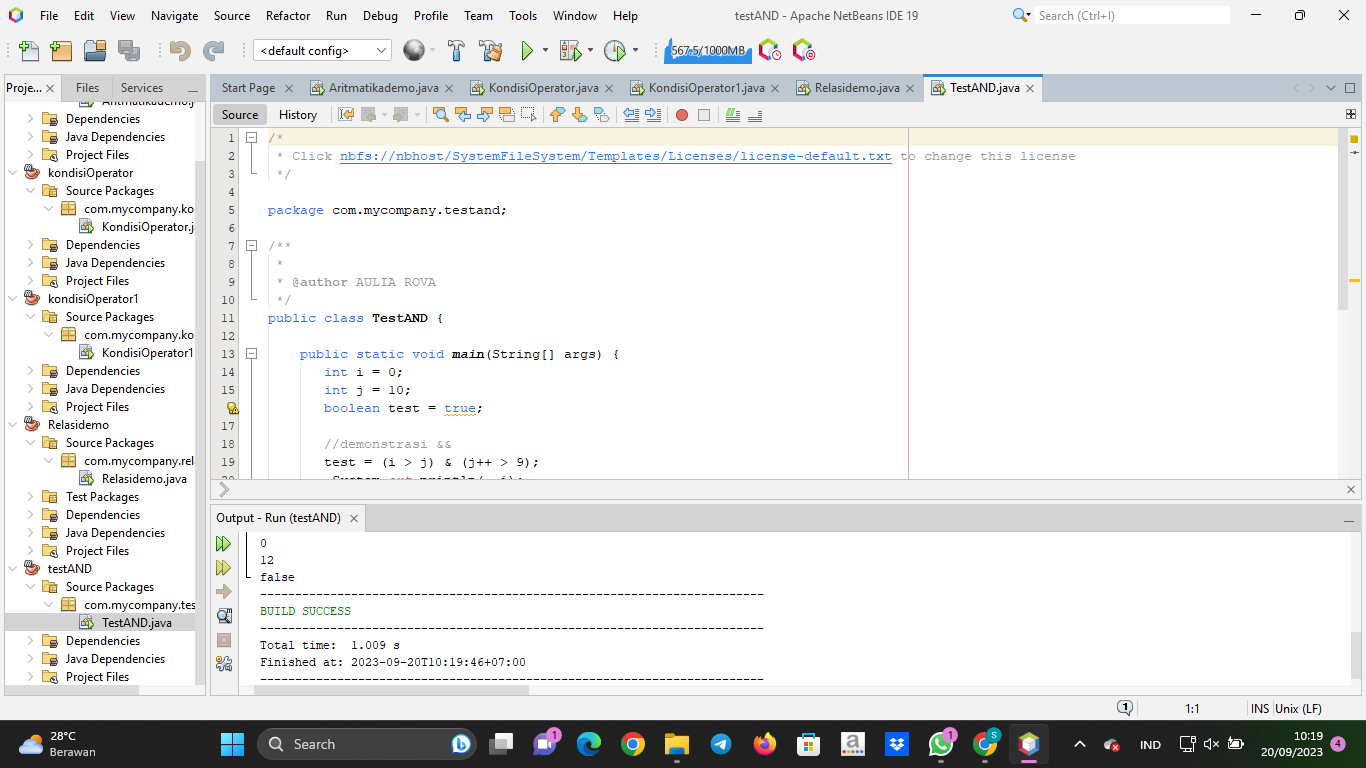 File Edit View Navigate Source Refactor Run Debug Profile Team Tools Window Help
testAND - Apache NetBeans IDE 19
Search (Ctrl+I)
<default config>
567.5/1000MB
Proje... Files Services
Start Page Aritmatikademo.java KondisiOperator.java KondisiOperator1.java Relasidemo.java TestAND.java
Source History
Aritmatikademo.j
Dependencies
Java Dependencies
Project Files
kondisiOperator
Source Packages
com.mycompany.ko
KondisiOperator.j
Dependencies
Java Dependencies
Project Files
kondisiOperator1
Source Packages
com.mycompany.ko
KondisiOperator1
Dependencies
Java Dependencies
Project Files
Relasidemo
Source Packages
com.mycompany.rel
Relasidemo.java
Test Packages
Dependencies
Java Dependencies
Project Files
testAND
Source Packages
com.mycompany.tes
TestAND.java
Dependencies
Java Dependencies
Project Files
1 /*
2 * Click nbfs://nbhost/SystemFileSystem/Templates/Licenses/license-default.txt to change this license
3 */
4
5 package com.mycompany.testand;
6
7 /**
8 *
9 * @author AULIA ROVA
10 */
11 public class TestAND {
12
13 public static void main(String[] args) {
14 int i = 0;
15 int j = 10;
boolean test = true;
17
18 //demonstrasi &&
19 test = (i > j) & (j++ > 9);
Output - Run (testAND)
0
12
false
------------------------------------------------------------------------
BUILD SUCCESS
------------------------------------------------------------------------
Total time: 1.009 s
Finished at: 2023-09-20T10:19:46+07:00
------------------------------------------------------------------------
1 1:1 INS Unix (LF)
28°C
Berawan
Search
1
1
S
IND
10:19
20/09/2023
4